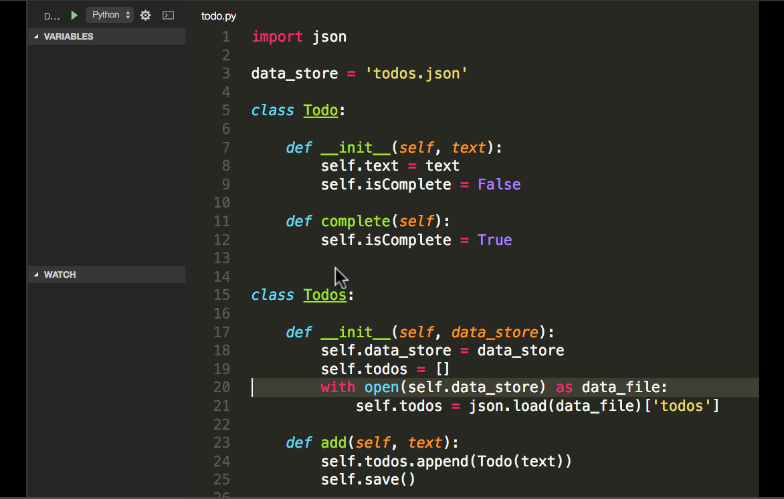 D... Python
todo.py
VARIABLES
WATCH
1 import json
2
3 data_store = 'todos.json'
4
5 class Todo:
6
7     def __init__(self, text):
8         self.text = text
9         self.isComplete = False
10
11     def complete(self):
12         self.isComplete = True
13
14
15 class Todos:
16
17     def __init__(self, data_store):
18         self.data_store = data_store
19         self.todos = []
20         with open(self.data_store) as data_file:
21             self.todos = json.load(data_file)['todos']
22
23     def add(self, text):
24         self.todos.append(Todo(text))
25         self.save()